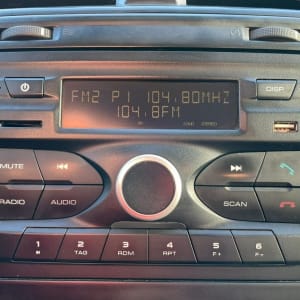 DISP
FM2 P1 104.80MHZ
104.8FM
MUTE
SCAN
RADIO
AUDIO
1 2 3 4 5 6
TAG RDM RPT F- F+